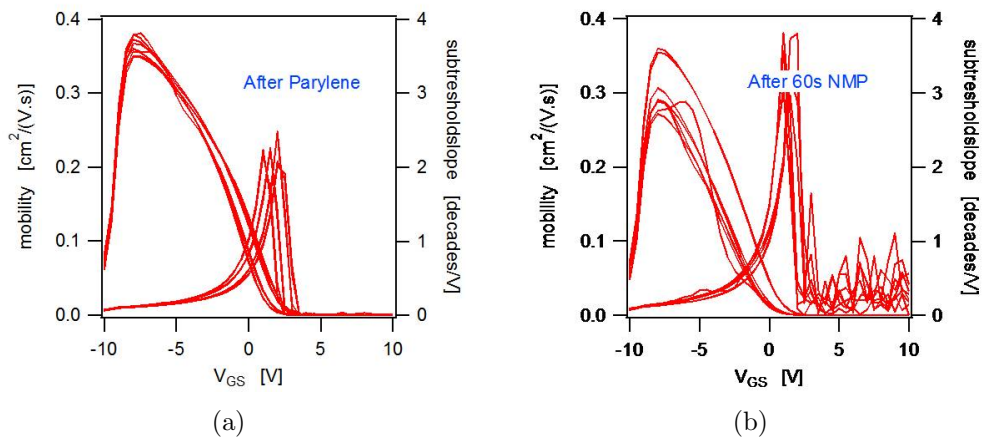 0.4
0.3
0.2
0.1
0.0
mobility [cm²/(V.s)]
After Parylene
4
3
2
1
0
subtresholdslope [decades/V]
-10 -5 0 5 10
V_GS [V]
(a)
0.4
0.3
0.2
0.1
0.0
mobility [cm²/(V.s)]
After 60s NMP
4
3
2
1
0
subtresholdslope [decades/V]
-10 -5 0 5 10
V_GS [V]
(b)